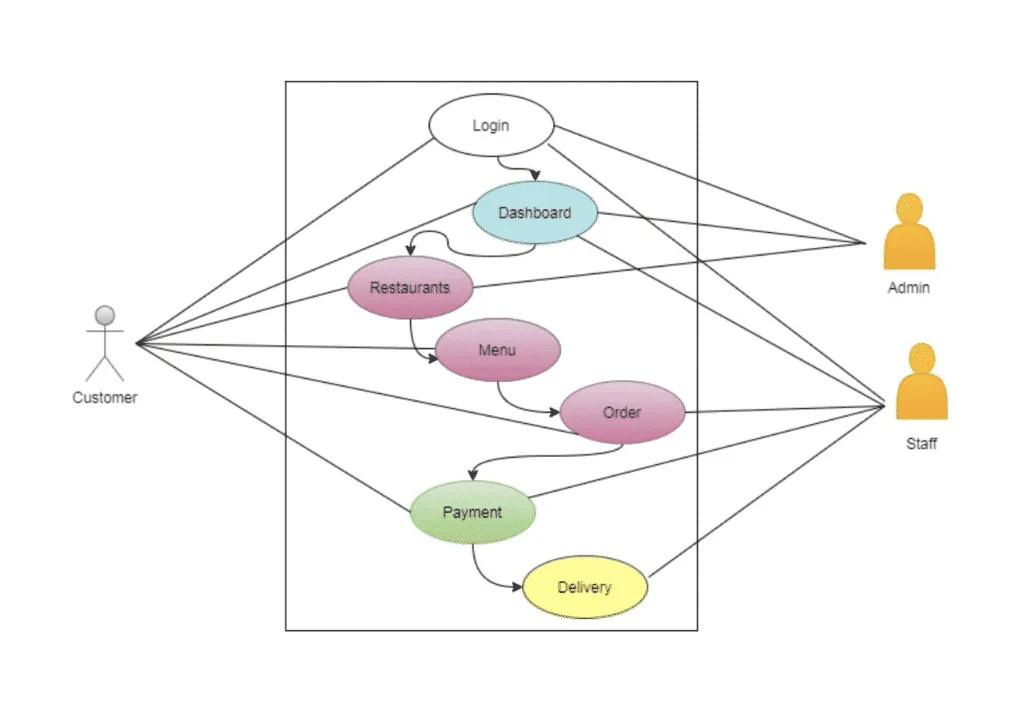 Login
Dashboard
Restaurants
Menu
Order
Payment
Delivery
Customer
Admin
Staff